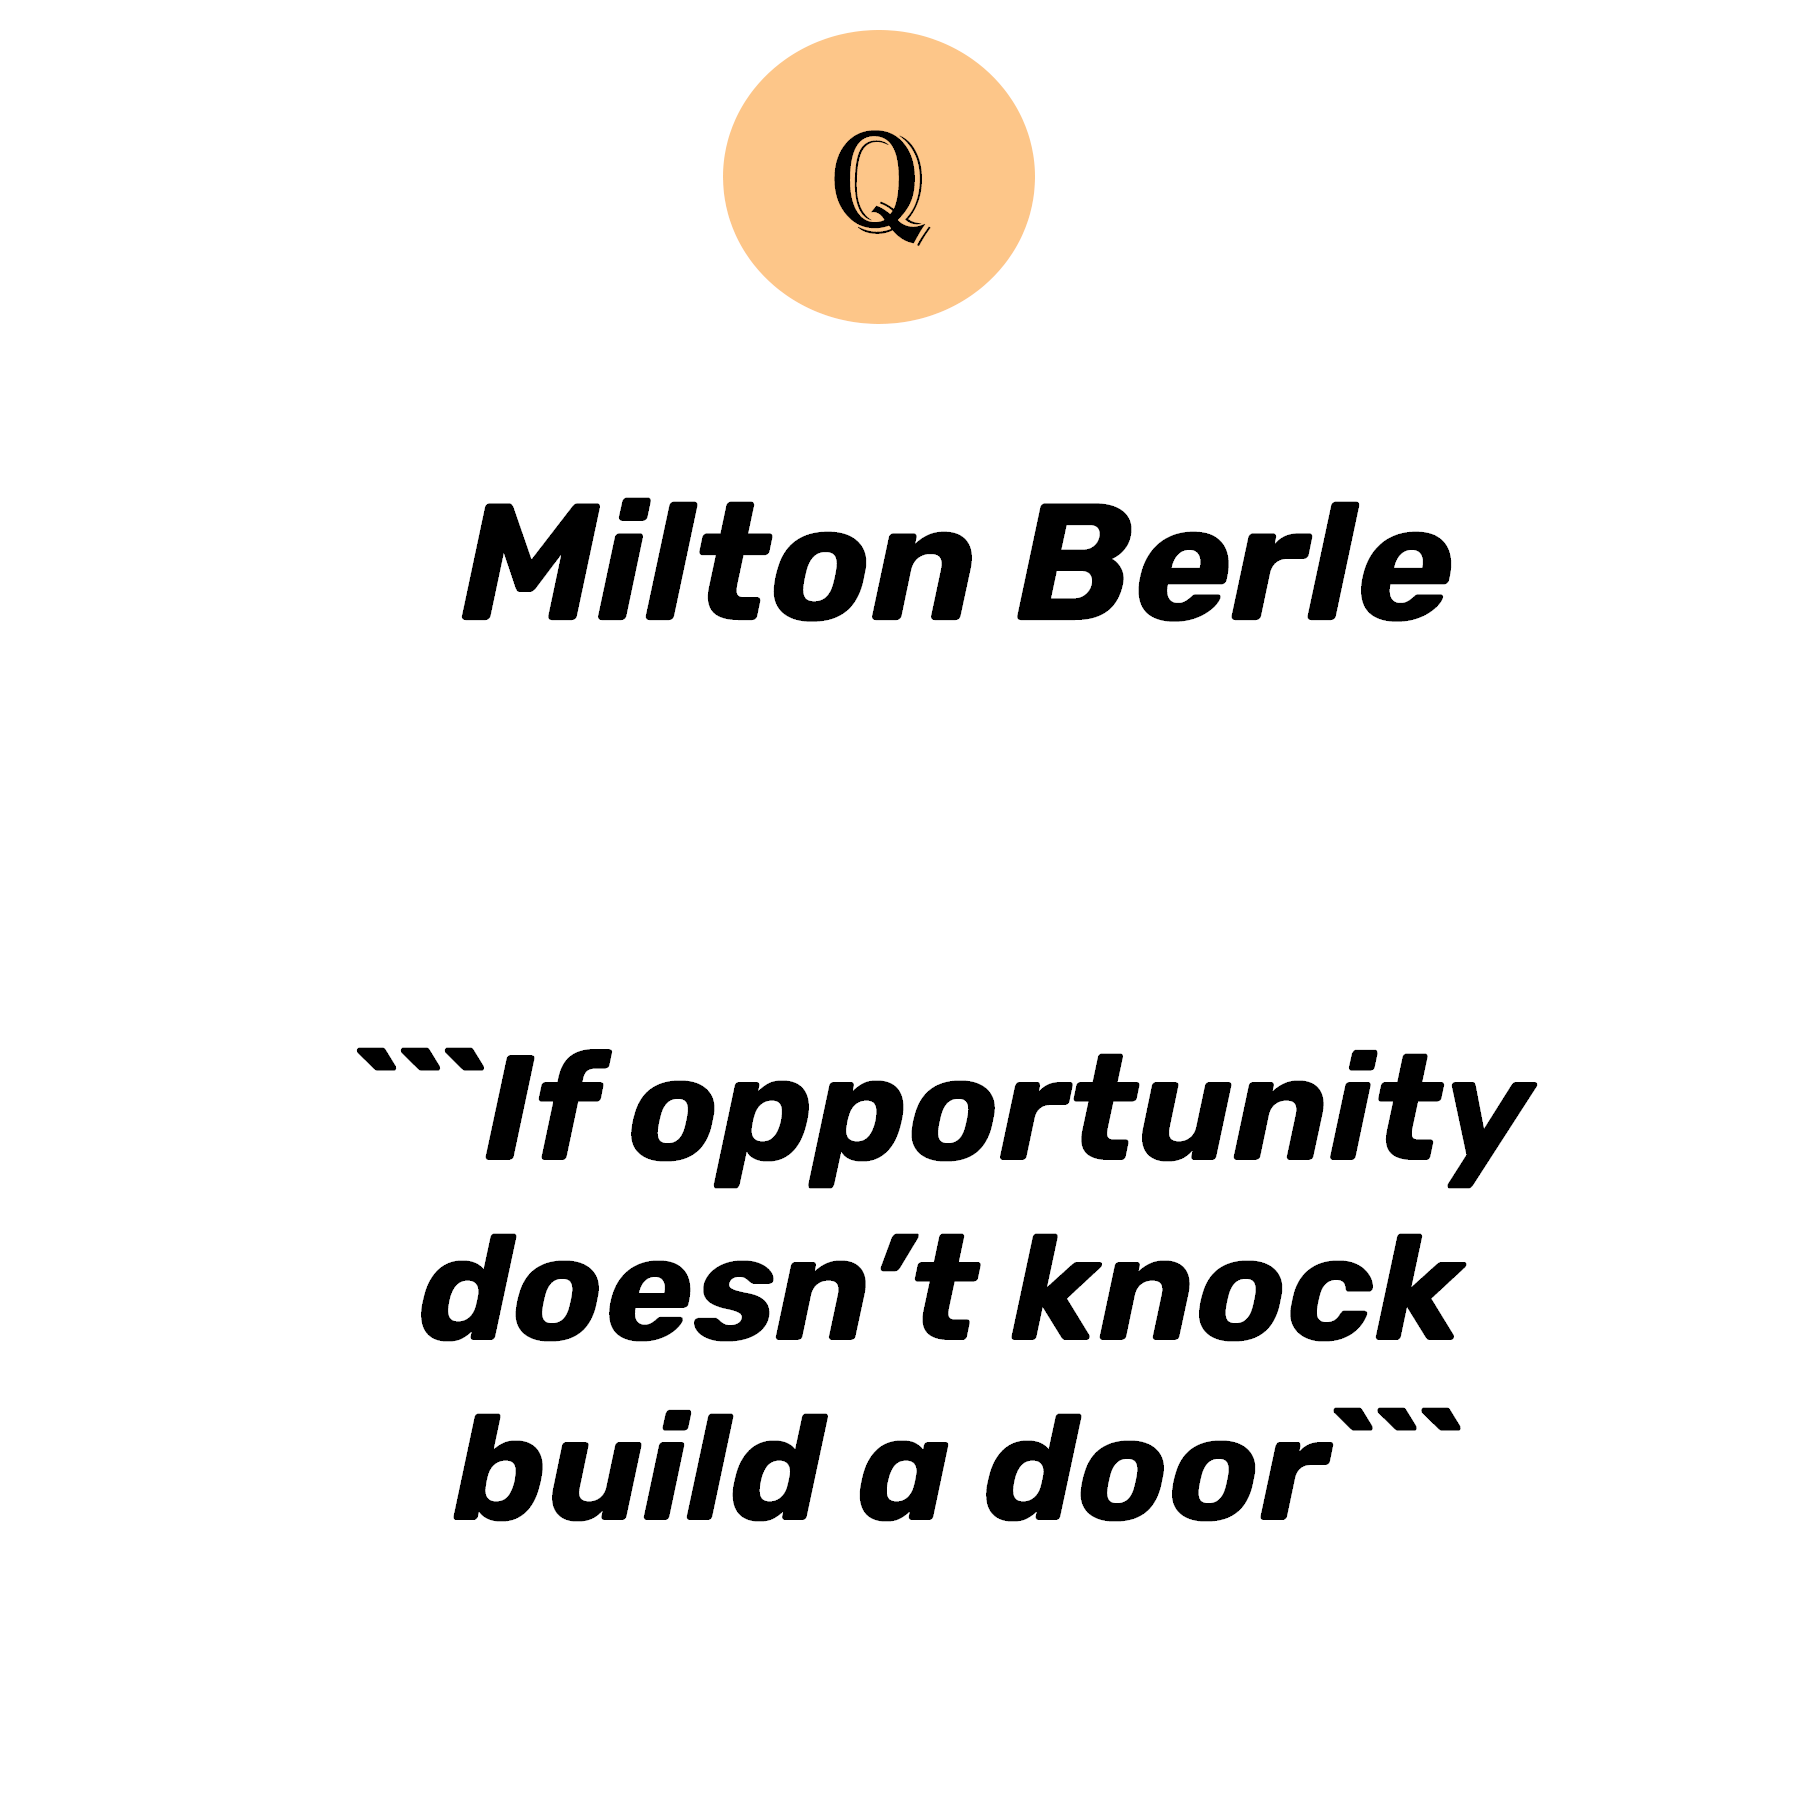 Q
Milton Berle
```If opportunity
doesn’t knock
build a door```